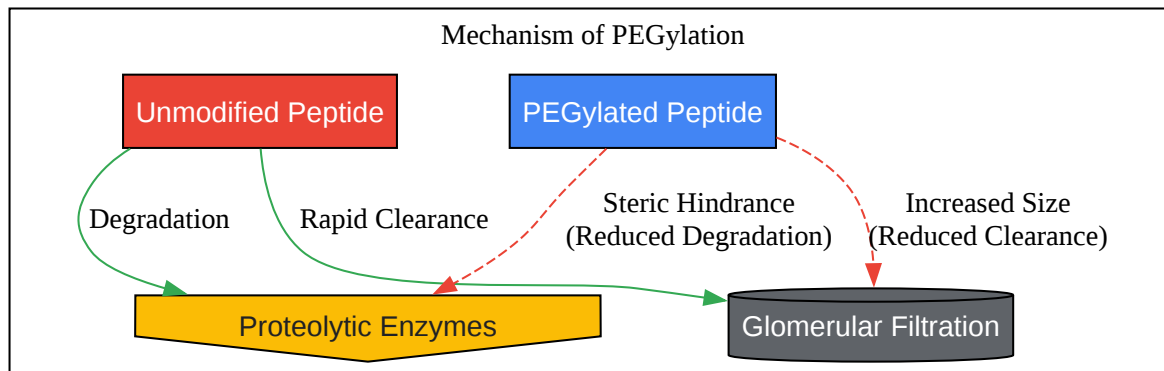 Mechanism of PEGylation
Unmodified Peptide
PEGylated Peptide
Degradation
Rapid Clearance
Steric Hindrance
(Reduced Degradation)
Increased Size
(Reduced Clearance)
Proteolytic Enzymes
Glomerular Filtration